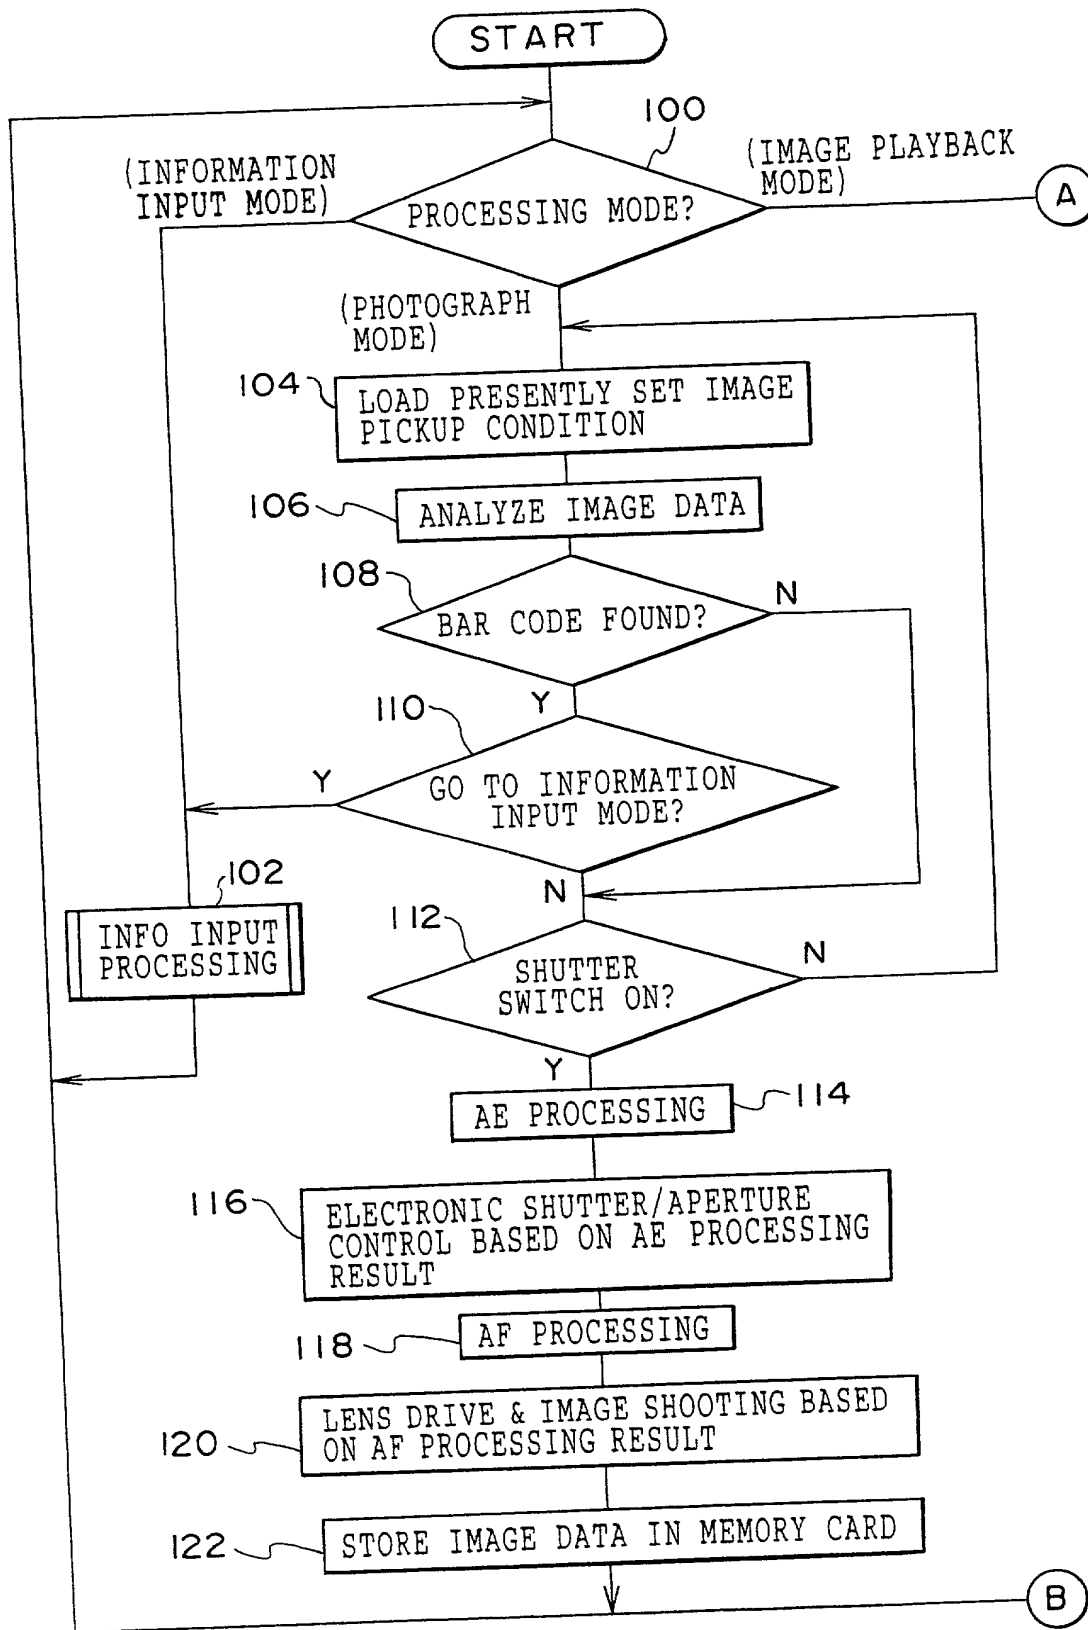 START
100
(INFORMATION
INPUT MODE)
(IMAGE PLAYBACK
MODE)
PROCESSING MODE?
A
(PHOTOGRAPH
MODE)
104
LOAD PRESENTLY SET IMAGE
PICKUP CONDITION
106
ANALYZE IMAGE DATA
108
N
BAR CODE FOUND?
110
Y
Y
GO TO INFORMATION
INPUT MODE?
102
N
INFO INPUT
PROCESSING
112
N
SHUTTER
SWITCH ON?
Y
AE PROCESSING
114
116
ELECTRONIC SHUTTER/APERTURE
CONTROL BASED ON AE PROCESSING
RESULT
118
AF PROCESSING
120
LENS DRIVE & IMAGE SHOOTING BASED
ON AF PROCESSING RESULT
122
STORE IMAGE DATA IN MEMORY CARD
B